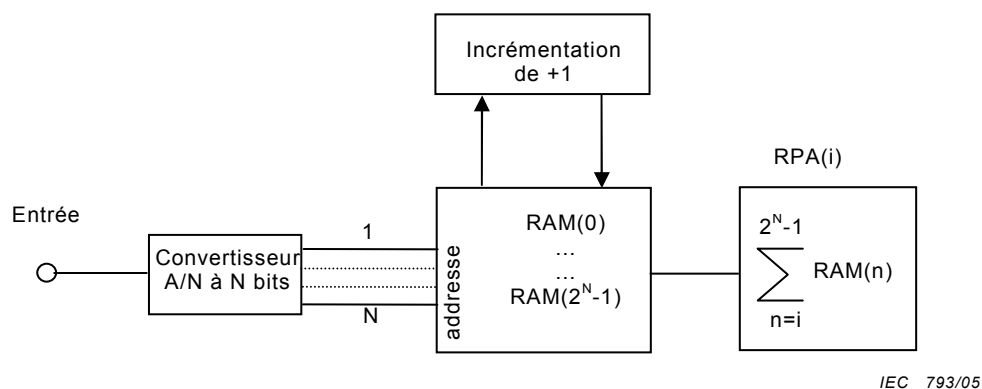 Incrémentation
de +1
RPA(i)
Entrée
Convertisseur
A/N à N bits
1
N
addresse
RAM(0)
...
...
RAM(2^N-1)
2^N-1
∑ RAM(n)
n=i
IEC 793/05